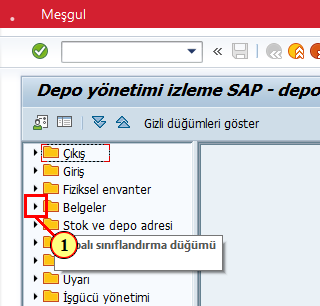 Meşgul
Depo yönetimi izleme SAP - depo
Gizli düğümleri göster
Çıkış
Giriş
Fiziksel envanter
Belgeler
Stok ve depo adresi
1
palı sınıflandırma düğümü
Uyarı
İşgücü yönetimi